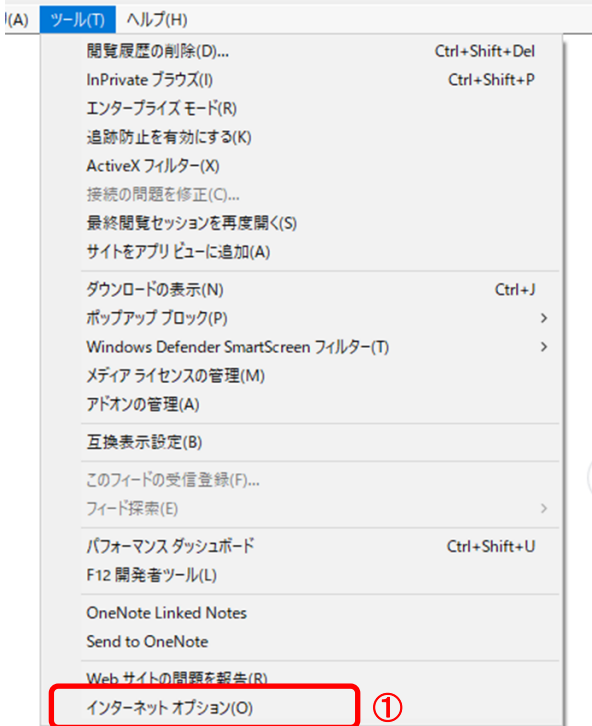 (A) ツール(T) ヘルプ(H)
閲覧履歴の削除(D)... Ctrl+Shift+Del
InPrivate ブラウズ(I) Ctrl+Shift+P
エンタープライズ モード(R)
追跡防止を有効にする(K)
ActiveX フィルター(X)
接続の問題を修正(C)...
最終閲覧セッションを再度開く(S)
サイトをアプリ ビューに追加(A)
ダウンロードの表示(N) Ctrl+J
ポップアップ ブロック(P)
Windows Defender SmartScreen フィルター(T)
メディア ライセンスの管理(M)
アドオンの管理(A)
互換表示設定(B)
このフィードの受信登録(F)...
フィード探索(E)
パフォーマンス ダッシュボード Ctrl+Shift+U
F12 開発者ツール(L)
OneNote Linked Notes
Send to OneNote
Web サイトの問題を報告(R)
インターネット オプション(O) ①